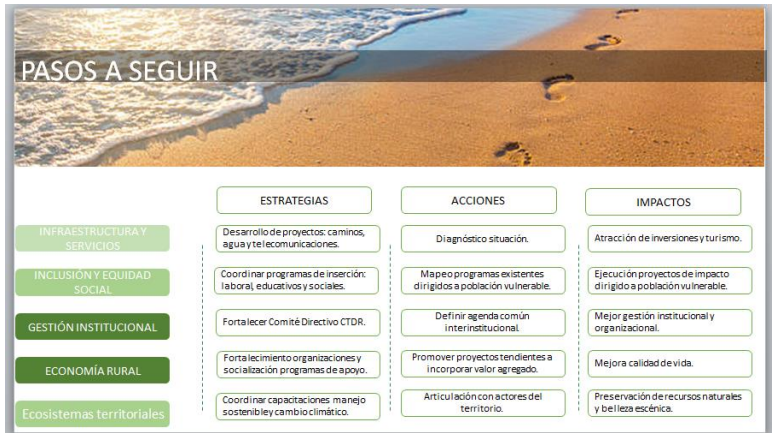 PASOS A SEGUIR
ESTRATEGIAS
ACCIONES
IMPACTOS
INFRAESTRUCTURA Y
SERVICIOS
Desarrollo de proyectos: caminos,
agua y telecomunicaciones.
Diagnóstico situación.
Atracción de inversiones y turismo.
INCLUSIÓN Y EQUIDAD
SOCIAL
Coordinar programas de inserción:
laboral, educativos y sociales.
Mapeo programas existentes
dirigidos a población vulnerable.
Ejecución proyectos de impacto
dirigido a población vulnerable.
GESTIÓN INSTITUCIONAL
Fortalecer Comité Directivo CTDR.
Definir agenda común
interinstitucional.
Mejor gestión institucional y
organizacional.
ECONOMÍA RURAL
Fortalecimiento organizaciones y
socialización programas de apoyo.
Promover proyectos tendientes a
incorporar valor agregado.
Mejora calidad de vida.
Ecosistemas territoriales
Coordinar capacitaciones manejo
sostenible y cambio climático.
Articulación con actores del
territorio.
Preservación de recursos naturales
y belleza escénica.